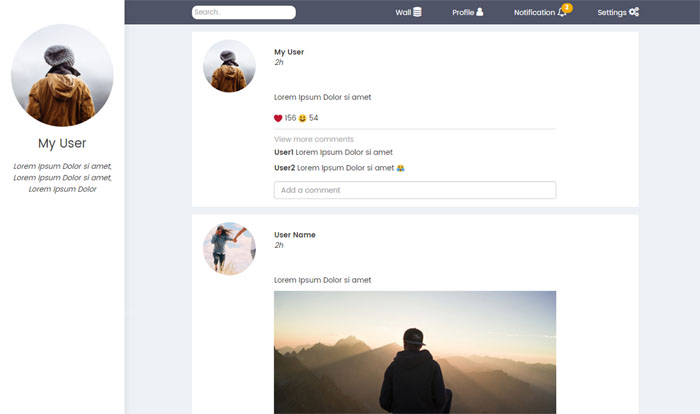 Search..
Wall
Profile
Notification 2
Settings
My User
Lorem Ipsum Dolor si amet,
Lorem Ipsum Dolor si amet,
Lorem Ipsum Dolor
My User
2h
Lorem Ipsum Dolor si amet
156 54
View more comments
User1 Lorem Ipsum Dolor si amet
User2 Lorem Ipsum Dolor si amet
Add a comment
User Name
2h
Lorem Ipsum Dolor si amet